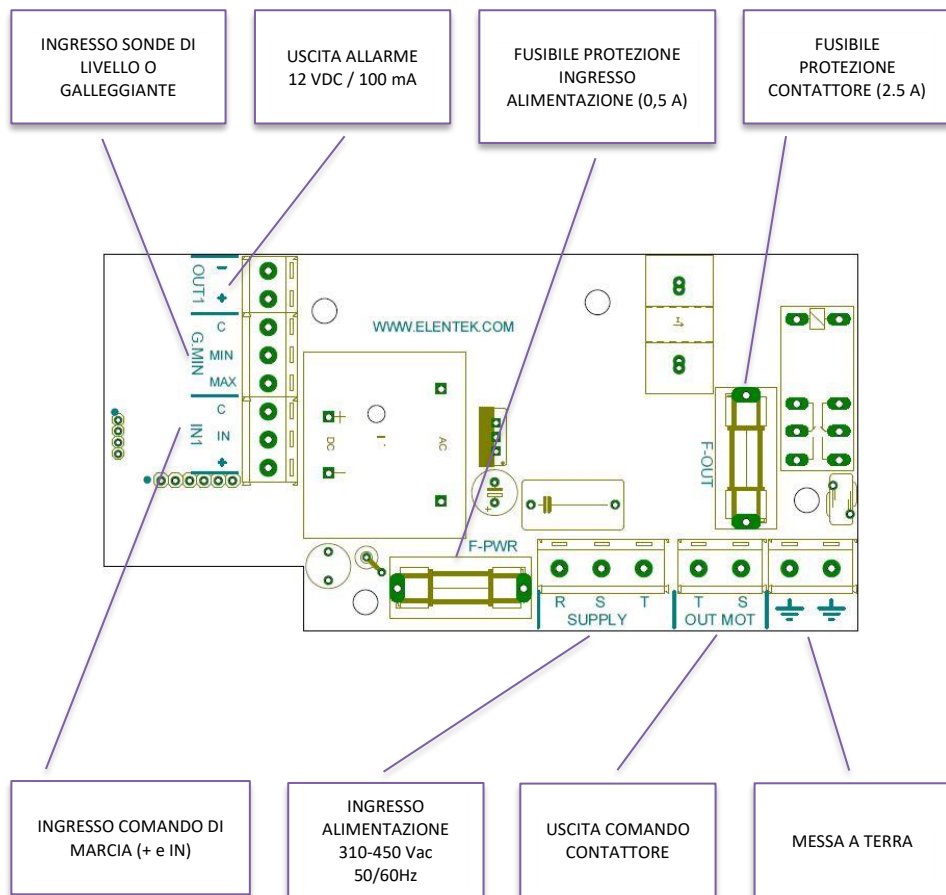 INGRESSO SONDE DI
LIVELLO O
GALLEGGIANTE
USCITA ALLARME
12 VDC / 100 mA
FUSIBILE PROTEZIONE
INGRESSO
ALIMENTAZIONE (0,5 A)
FUSIBILE
PROTEZIONE
CONTATTORE (2.5 A)
OUT1
-
+
G.MIN
C
MIN
MAX
IN1
C
IN
+
WWW.ELENTEK.COM
DC
AC
+
F-OUT
F-PWR
R S T
SUPPLY
T S
OUT MOT
INGRESSO COMANDO DI
MARCIA (+ e IN)
INGRESSO
ALIMENTAZIONE
310-450 Vac
50/60Hz
USCITA COMANDO
CONTATTORE
MESSA A TERRA